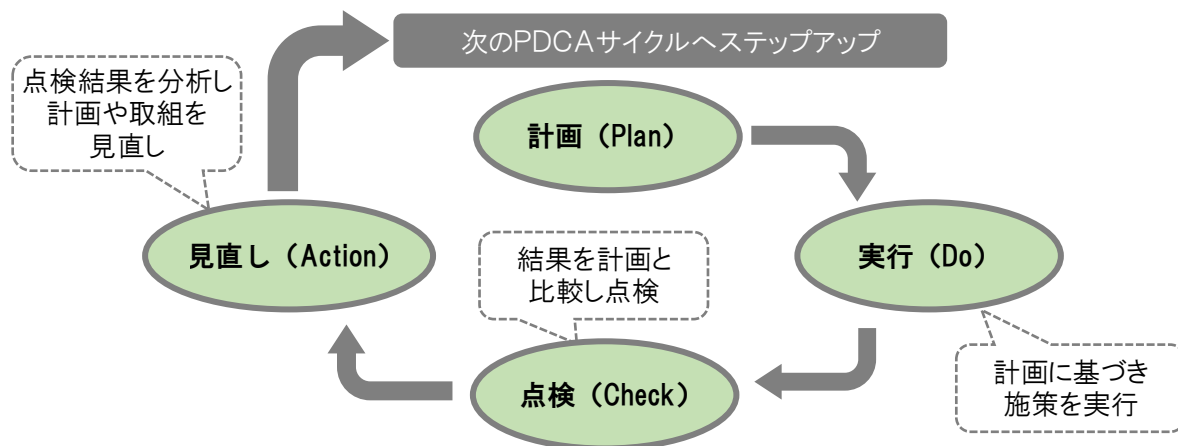 次のPDCAサイクルへステップアップ
点検結果を分析し
計画や取組を
見直し
計画（Plan）
見直し（Action）
結果を計画と
比較し点検
実行（Do）
点検（Check）
計画に基づき
施策を実行